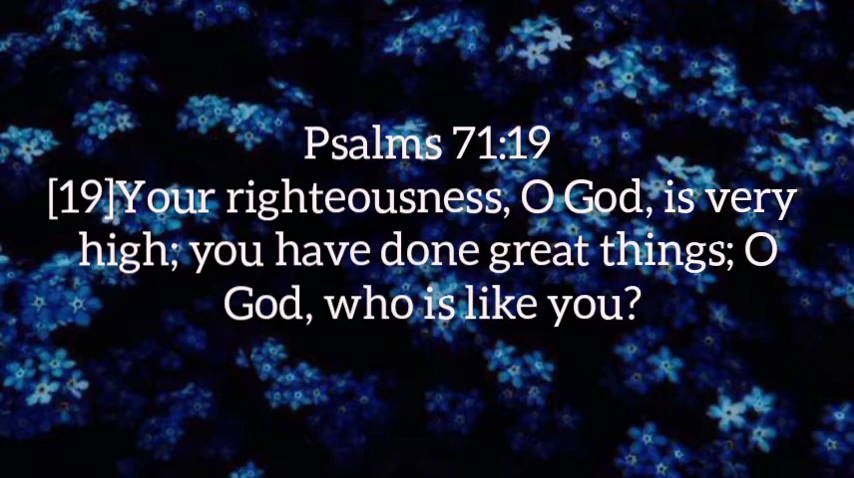 Psalms 71:19
[19]Your righteousness, O God, is very
high; you have done great things; O
God, who is like you?